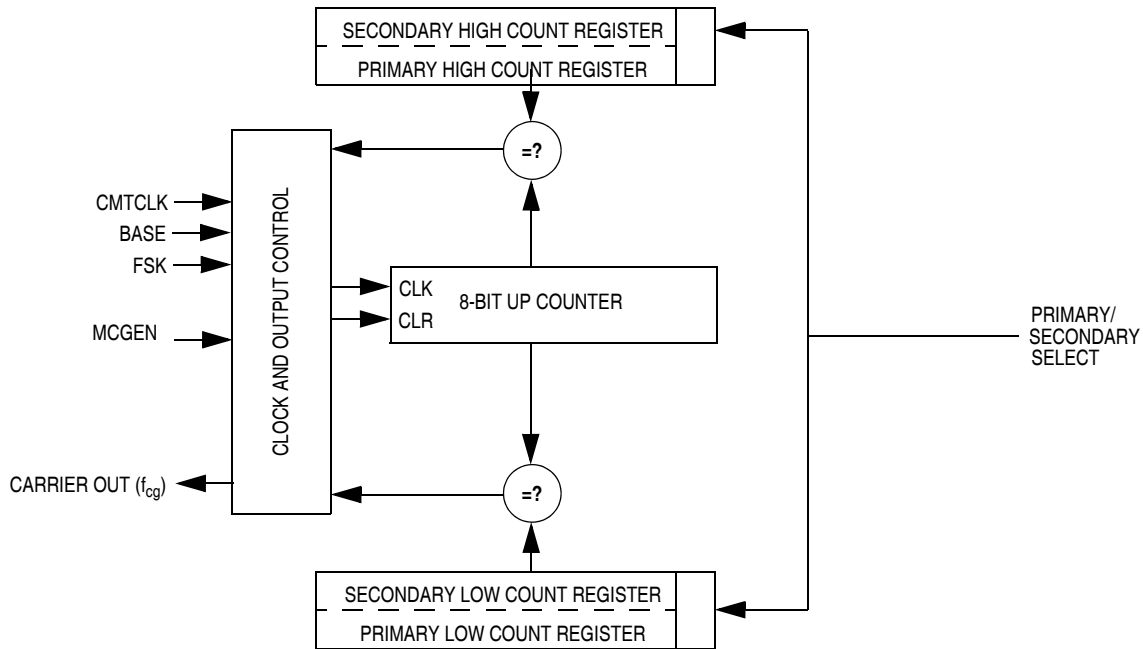 SECONDARY HIGH COUNT REGISTER
PRIMARY HIGH COUNT REGISTER
=?
CMTCLK
BASE
FSK
MCGEN
CLOCK AND OUTPUT CONTROL
CLK
CLR
8-BIT UP COUNTER
PRIMARY/
SECONDARY
SELECT
CARRIER OUT (fcg)
=?
SECONDARY LOW COUNT REGISTER
PRIMARY LOW COUNT REGISTER